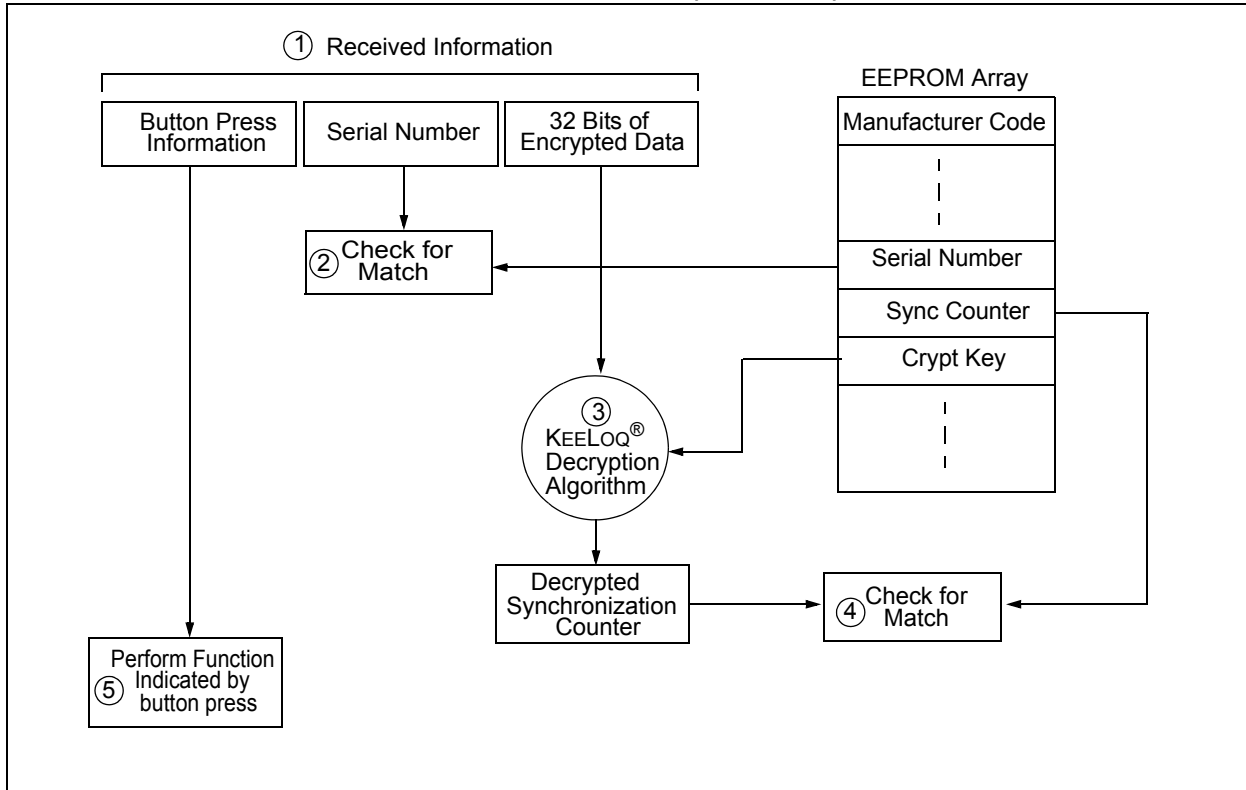 ① Received Information
EEPROM Array
Button Press
Information
Serial Number
32 Bits of
Encrypted Data
Manufacturer Code
② Check for
Match
Serial Number
Sync Counter
Crypt Key
③
KEELOQ®
Decryption
Algorithm
Decrypted
Synchronization
Counter
④ Check for
Match
Perform Function
⑤ Indicated by
button press